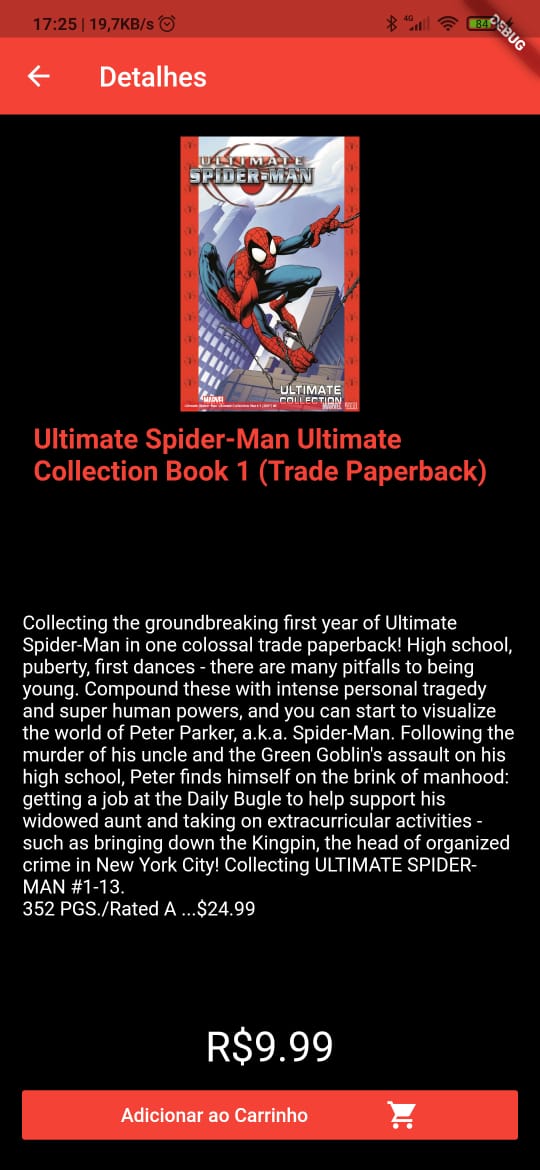 17:25 | 19,7KB/s
4G
84
DEBUG
Detalhes
ULTIMATE
SPIDER-MAN
ULTIMATE
COLLECTION
MARVEL
Ultimate Spider-Man Ultimate
Collection Book 1 (Trade Paperback)
Collecting the groundbreaking first year of Ultimate
Spider-Man in one colossal trade paperback! High school,
puberty, first dances - there are many pitfalls to being
young. Compound these with intense personal tragedy
and super human powers, and you can start to visualize
the world of Peter Parker, a.k.a. Spider-Man. Following the
murder of his uncle and the Green Goblin's assault on his
high school, Peter finds himself on the brink of manhood:
getting a job at the Daily Bugle to help support his
widowed aunt and taking on extracurricular activities -
such as bringing down the Kingpin, the head of organized
crime in New York City! Collecting ULTIMATE SPIDER-
MAN #1-13.
352 PGS./Rated A ...$24.99
R$9.99
Adicionar ao Carrinho